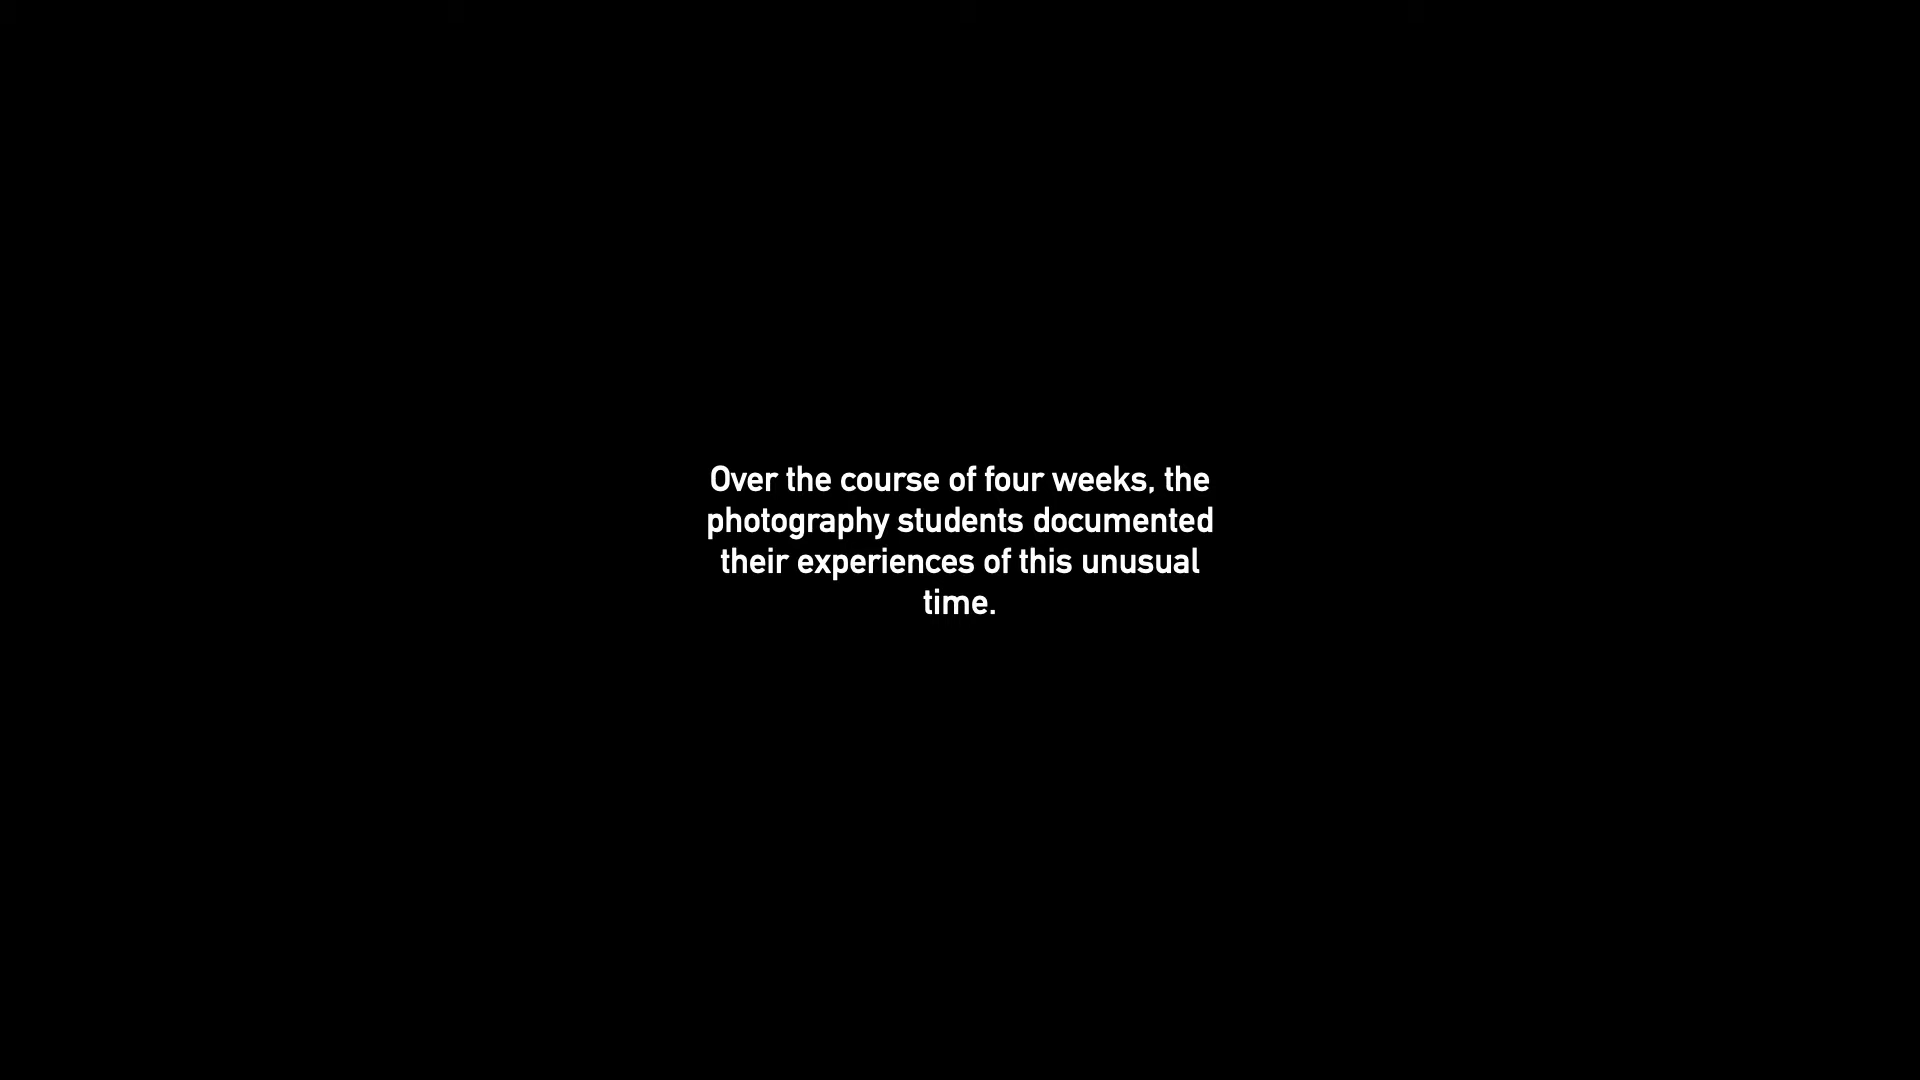 Over the course of four weeks, the
photography students documented
their experiences of this unusual
time.